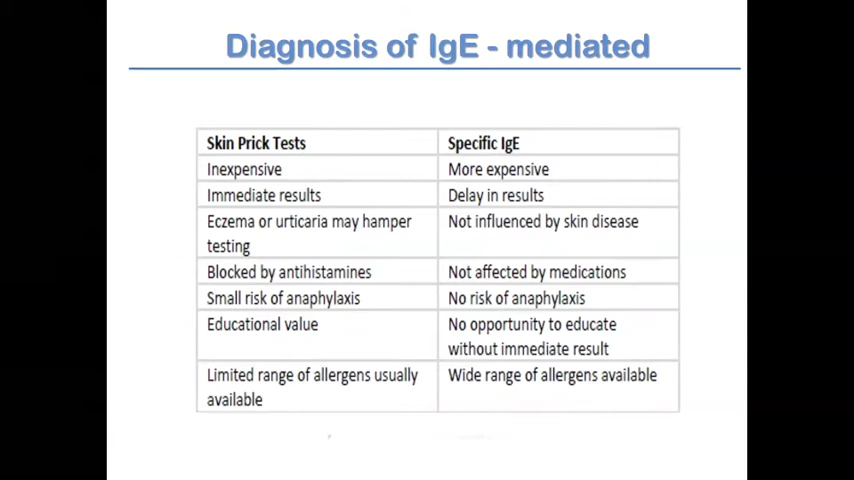 Diagnosis of IgE - mediated
Skin Prick Tests
Specific IgE
Inexpensive
More expensive
Immediate results
Delay in results
Eczema or urticaria may hamper
testing
Not influenced by skin disease
Blocked by antihistamines
Not affected by medications
Small risk of anaphylaxis
No risk of anaphylaxis
Educational value
No opportunity to educate
without immediate result
Limited range of allergens usually
available
Wide range of allergens available